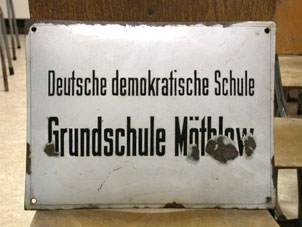 Deutsche demokratische Schule
Grundschule Möthlow